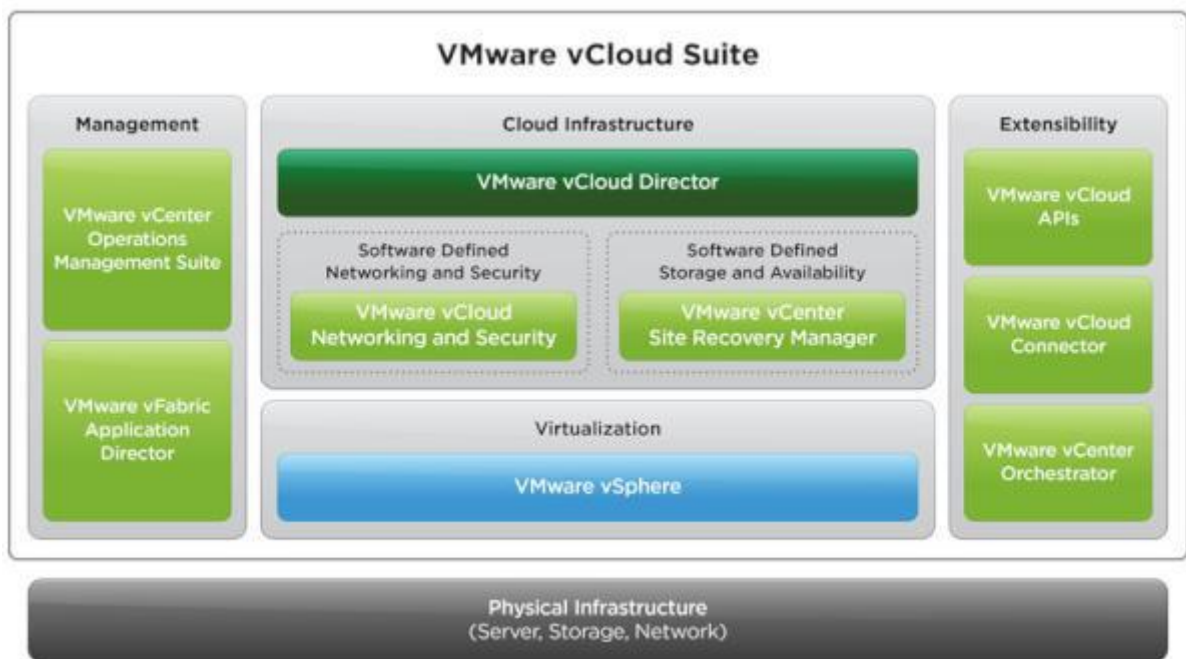 VMware vCloud Suite
Management
VMware vCenter
Operations
Management Suite
VMware vFabric
Application
Director
Cloud Infrastructure
VMware vCloud Director
Software Defined
Networking and Security
VMware vCloud
Networking and Security
Software Defined
Storage and Availability
VMware vCenter
Site Recovery Manager
Virtualization
VMware vSphere
Extensibility
VMware vCloud
APIs
VMware vCloud
Connector
VMware vCenter
Orchestrator
Physical Infrastructure
(Server, Storage, Network)